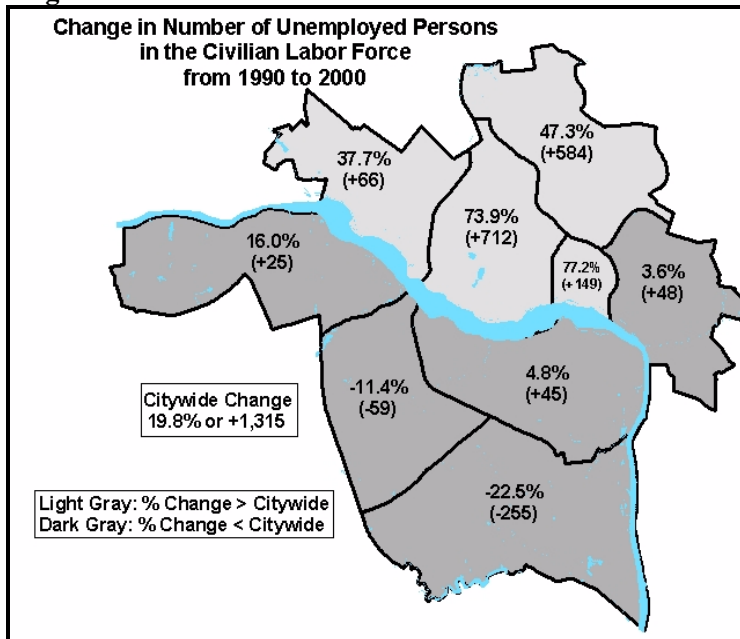 Change in Number of Unemployed Persons
in the Civilian Labor Force
from 1990 to 2000
47.3%
(+584)
37.7%
(+66)
73.9%
(+712)
16.0%
(+25)
77.2%
(+149)
3.6%
(+48)
4.8%
(+45)
-11.4%
(-59)
Citywide Change
19.8% or +1,315
-22.5%
(-255)
Light Gray: % Change > Citywide
Dark Gray: % Change < Citywide